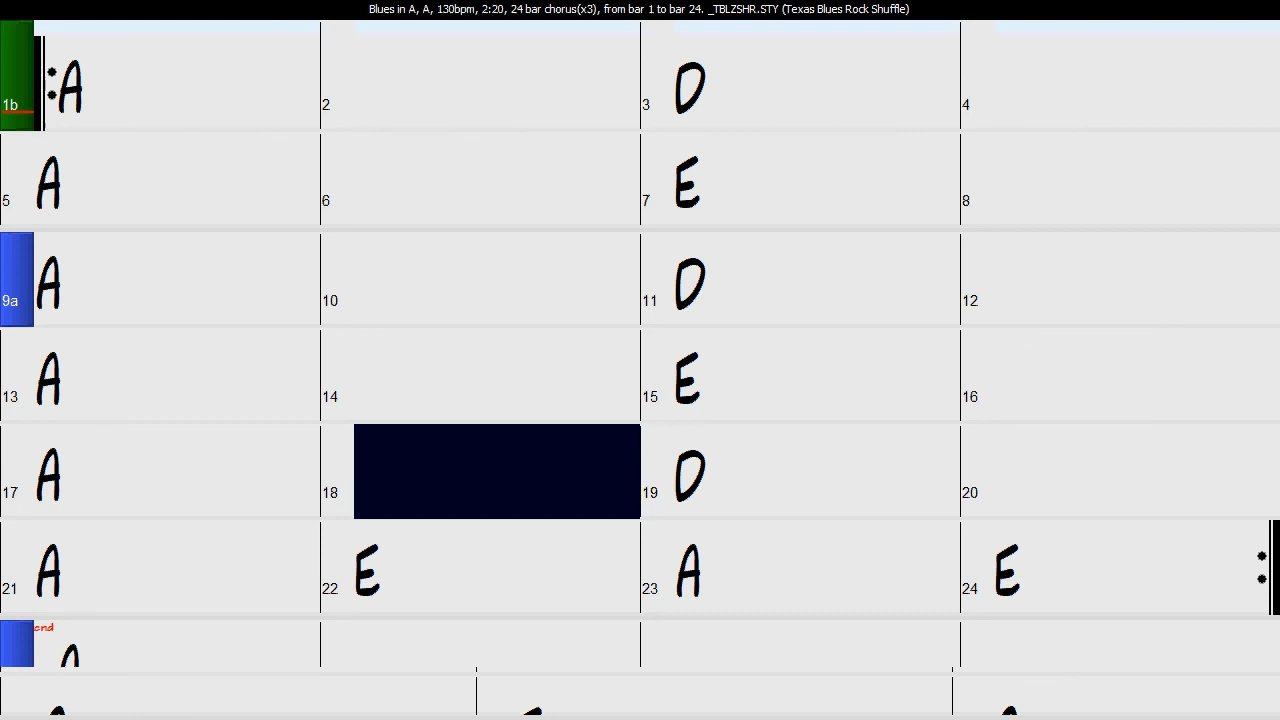 Blues in A, A, 130bpm, 2:20, 24 bar chorus(x3), from bar 1 to bar 24. _TBLZSHR.STY (Texas Blues Rock Shuffle)
1b :A 2 3 D 4
5 A 6 7 E 8
9a A 10 11 D 12
13 A 14 15 E 16
17 A 18 19 D 20
21 A 22 E 23 A 24 E :
end
A